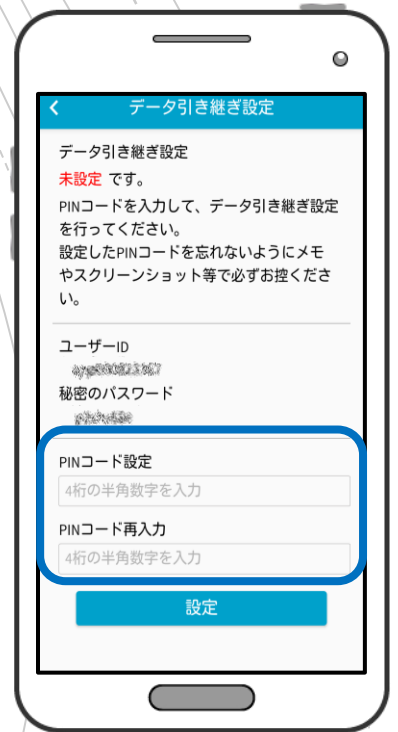 データ引き継ぎ設定
データ引き継ぎ設定
未設定 です。
PINコードを入力して、データ引き継ぎ設定
を行ってください。
設定したPINコードを忘れないようにメモ
やスクリーンショット等で必ずお控くださ
い。
ユーザーID
秘密のパスワード
PINコード設定
4桁の半角数字を入力
PINコード再入力
4桁の半角数字を入力
設定